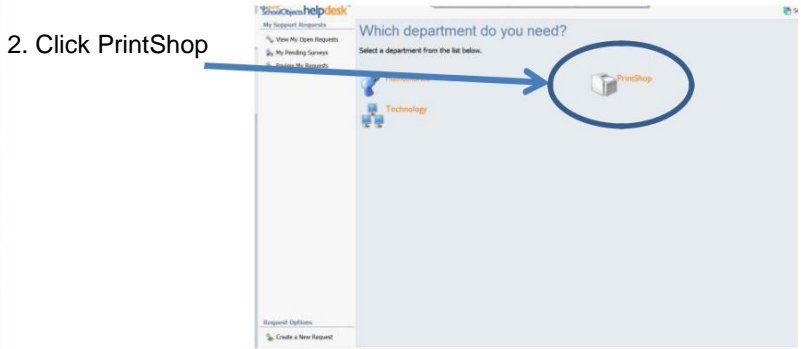 2. Click PrintShop
SchoolObjects helpdesk
My Support Requests
View My Open Requests
My Pending Surveys
Review My Requests
Which department do you need?
Select a department from the list below.
PrintShop
Technology
Request Options
Create a New Request